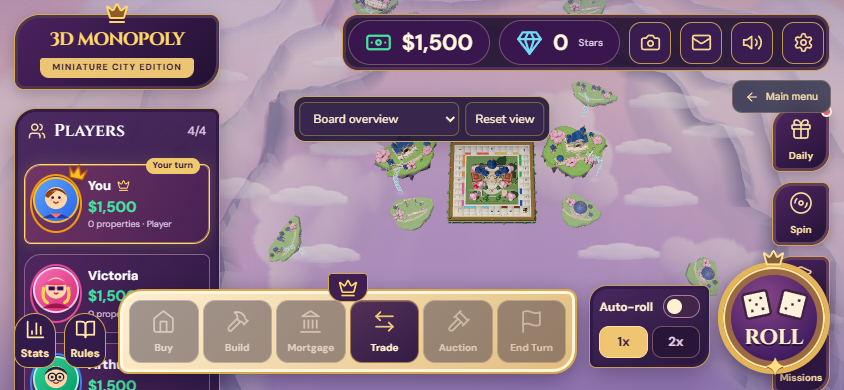 3D MONOPOLY
MINIATURE CITY EDITION
$1,500
0 Stars
Main menu
Board overview
Reset view
PLAYERS
4/4
Your turn
You
$1,500
0 properties · Player
Victoria
$1,500
Daily
Spin
Missions
Stats
Rules
Buy
Build
Mortgage
Trade
Auction
End Turn
Auto-roll
1x
2x
ROLL
$1,500